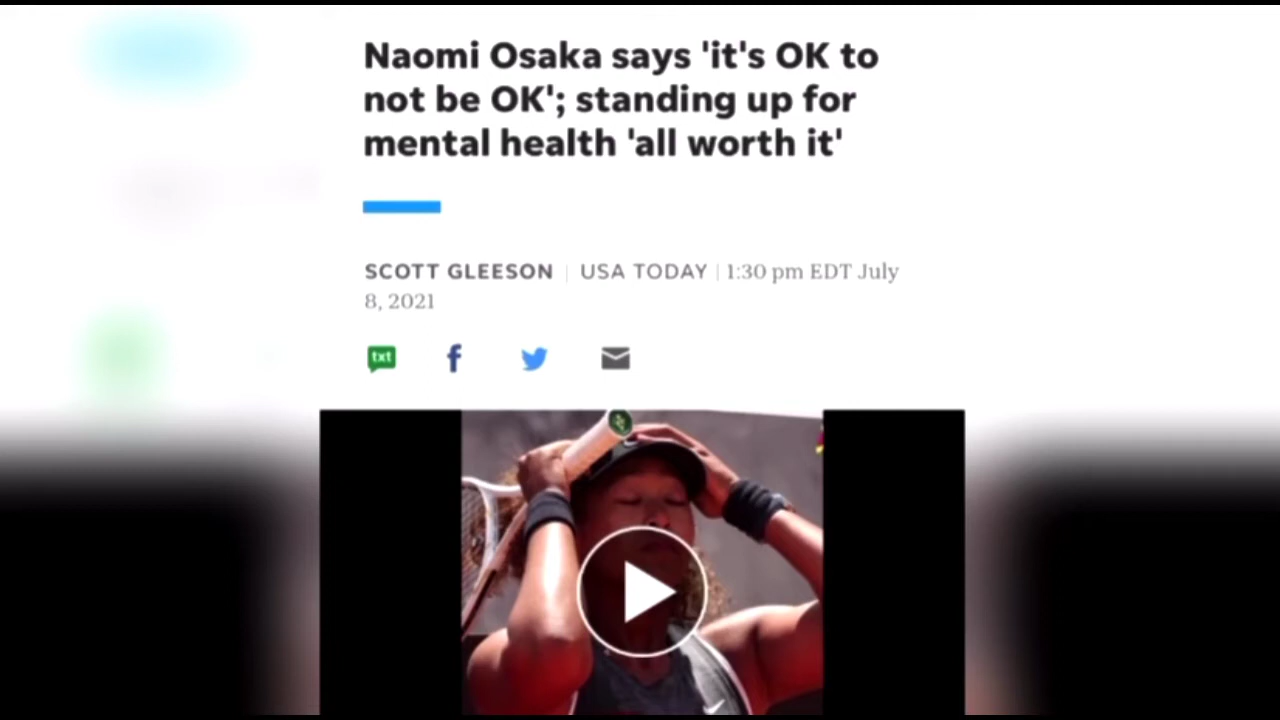 Naomi Osaka says 'it's OK to
not be OK'; standing up for
mental health 'all worth it'
SCOTT GLEESON | USA TODAY | 1:30 pm EDT July
8, 2021
txt